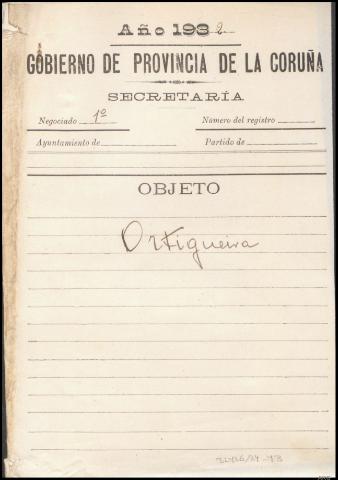 Año 1932
GOBIERNO DE PROVINCIA DE LA CORUÑA
SECRETARÍA
Negociado 1º Número del registro
Ayuntamiento de Partido de
OBJETO
Ortigueira